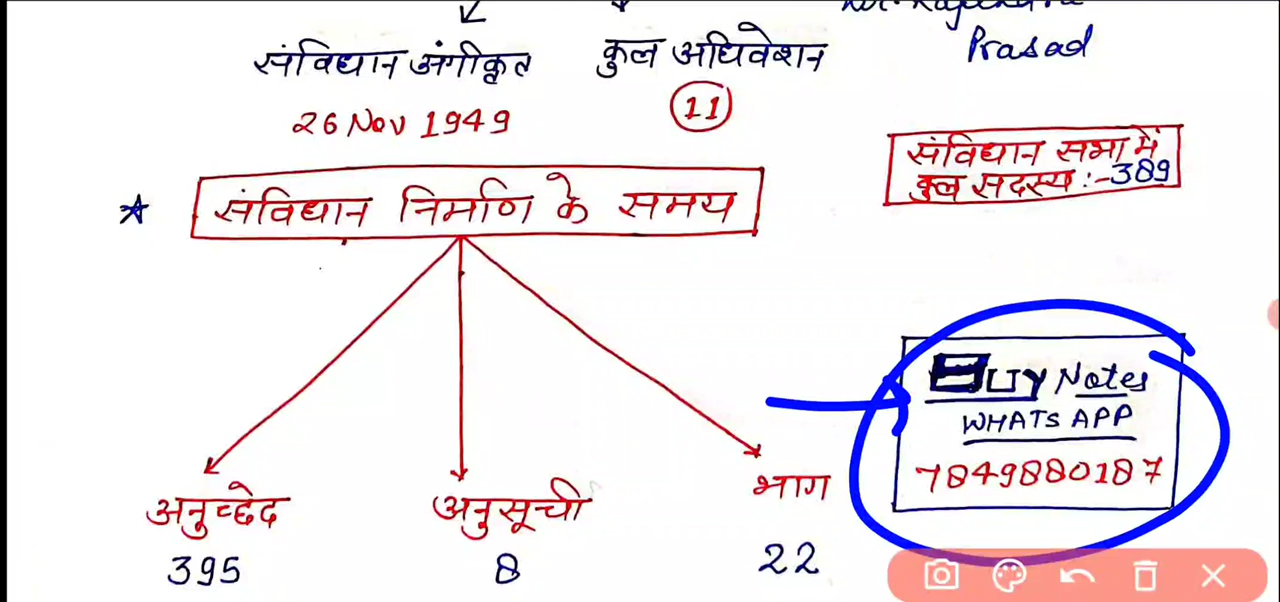 Prasad
संविधान अंगीकृत
कुल अधिवेशन
26 Nov 1949
11
संविधान सभा में
कुल सदस्य :- 389
संविधान निर्माण के समय
Notes
WHATS APP
7849880187
अनुच्छेद
अनुसूची
भाग
395
8
22